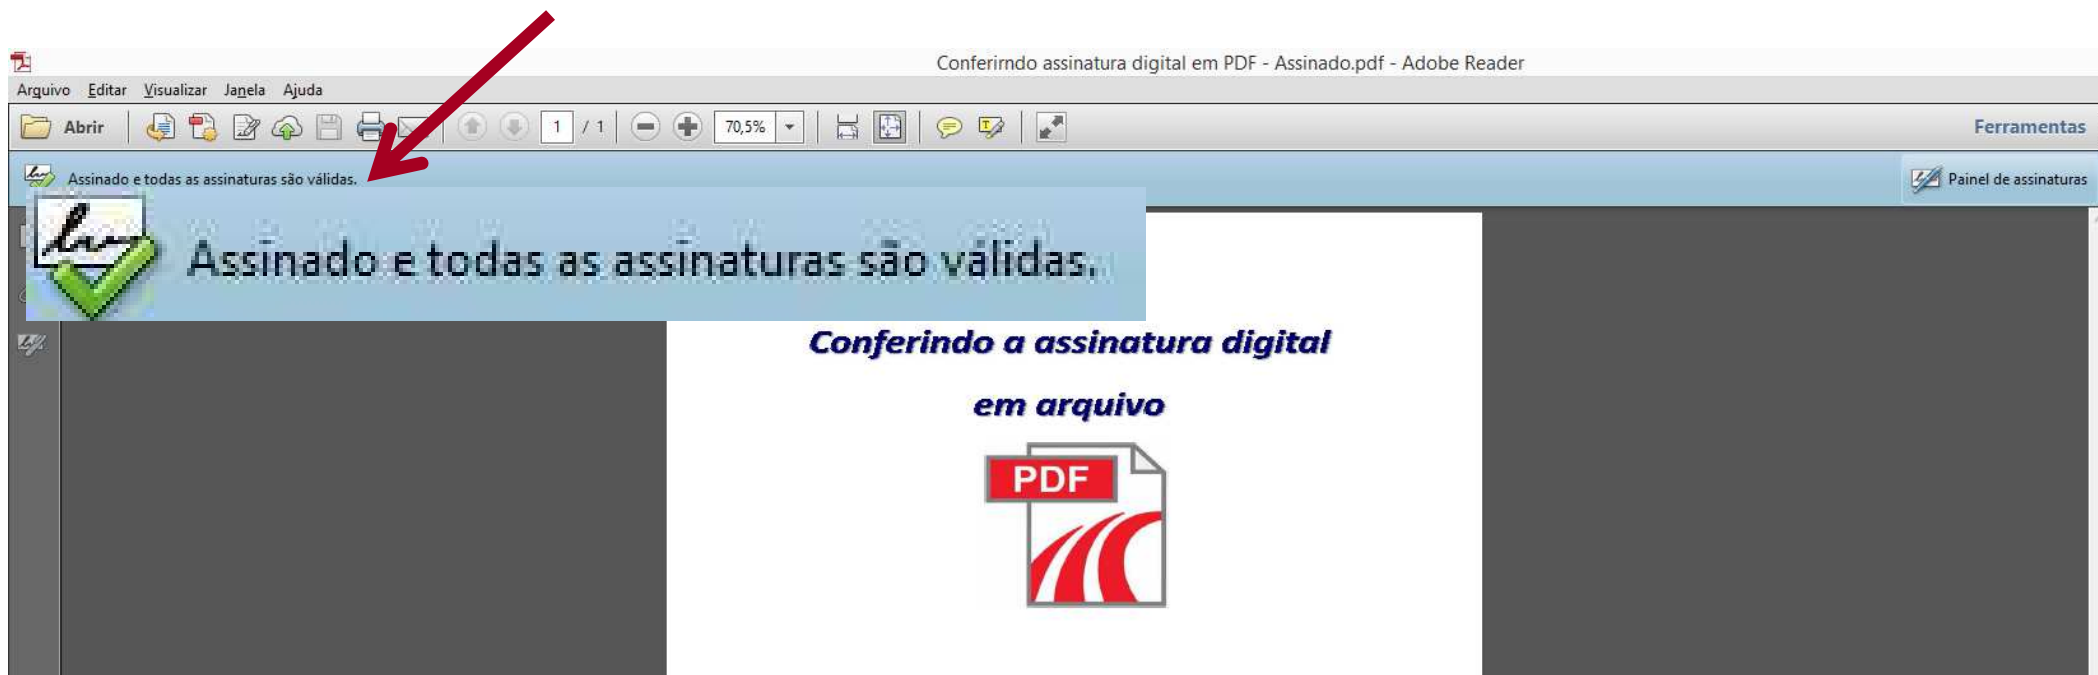 Conferirndo assinatura digital em PDF - Assinado.pdf - Adobe Reader
Arquivo Editar Visualizar Janela Ajuda
Abrir 1 / 1 70,5% Ferramentas
Assinado e todas as assinaturas são válidas. Painel de assinaturas
Assinado e todas as assinaturas são válidas.
Conferindo a assinatura digital
em arquivo
PDF